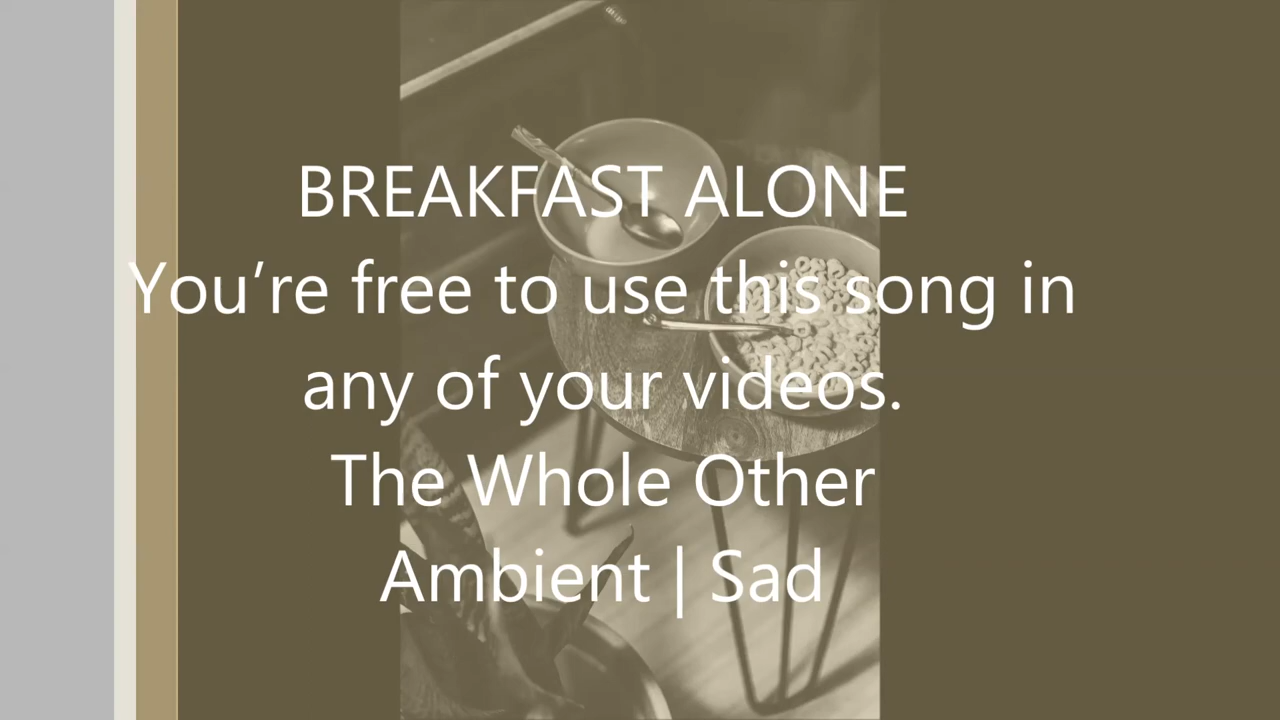 BREAKFAST ALONE
You’re free to use this song in
any of your videos.
The Whole Other
Ambient | Sad